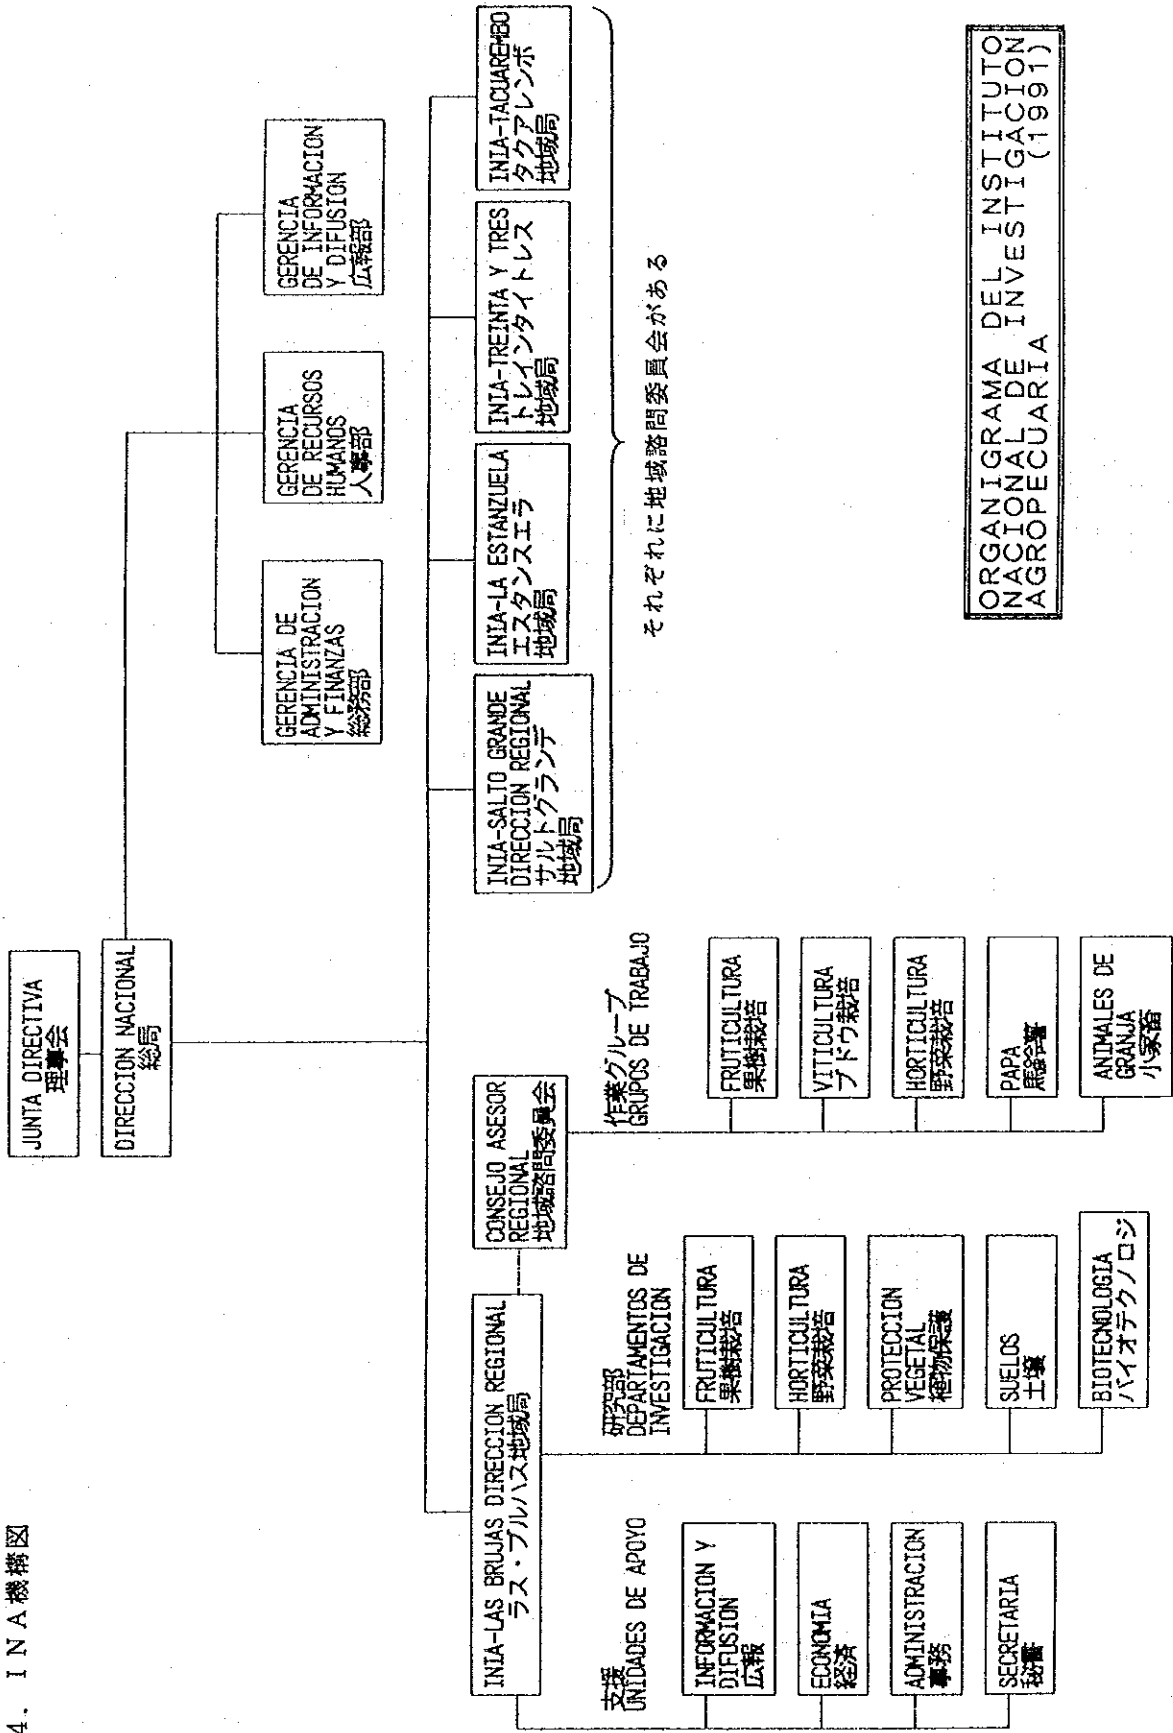 4. ＩＮＡ機構図
JUNTA DIRECTIVA
理事会
DIRECCION NACIONAL
総局
GERENCIA DE
ADMINISTRACION
Y FINANZAS
総務部
GERENCIA
DE RECURSOS
HUMANOS
人事部
GERENCIA
DE INFORMACION
Y DIFUSION
広報部
INIA-LAS BRUJAS DIRECCION REGIONAL
ラス・ブルハス地域局
CONSEJO ASESOR
REGIONAL
地域諮問委員会
INIA-SALTO GRANDE
DIRECCION REGIONAL
サルトグランデ
地域局
INIA-LA ESTANZUELA
エスタンスエラ
地域局
INIA-TREINTA Y TRES
トレインタイトレス
地域局
INIA-TACUAREMBO
タクアレンボ
地域局
それぞれに地域諮問委員会がある
支援
UNIDADES DE APOYO
INFORMACION Y
DIFUSION
広報
ECONOMIA
経済
ADMINISTRACION
事務
SECRETARIA
秘書
研究部
DEPARTAMENTOS DE
INVESTIGACION
FRUTICULTURA
果樹栽培
HORTICULTURA
野菜栽培
PROTECCION
VEGETAL
植物保護
SUELOS
土壌
BIOTECNOLOGIA
バイオテクノロジ
作業グループ
GRUPOS DE TRABAJO
FRUTICULTURA
果樹栽培
VITICULTURA
ブドウ栽培
HORTICULTURA
野菜栽培
PAPA
馬鈴薯
ANIMALES DE
GRANJA
小家畜
ORGANIGRAMA DEL INSTITUTO
NACIONAL DE INVESTIGACION
AGROPECUARIA (1991)